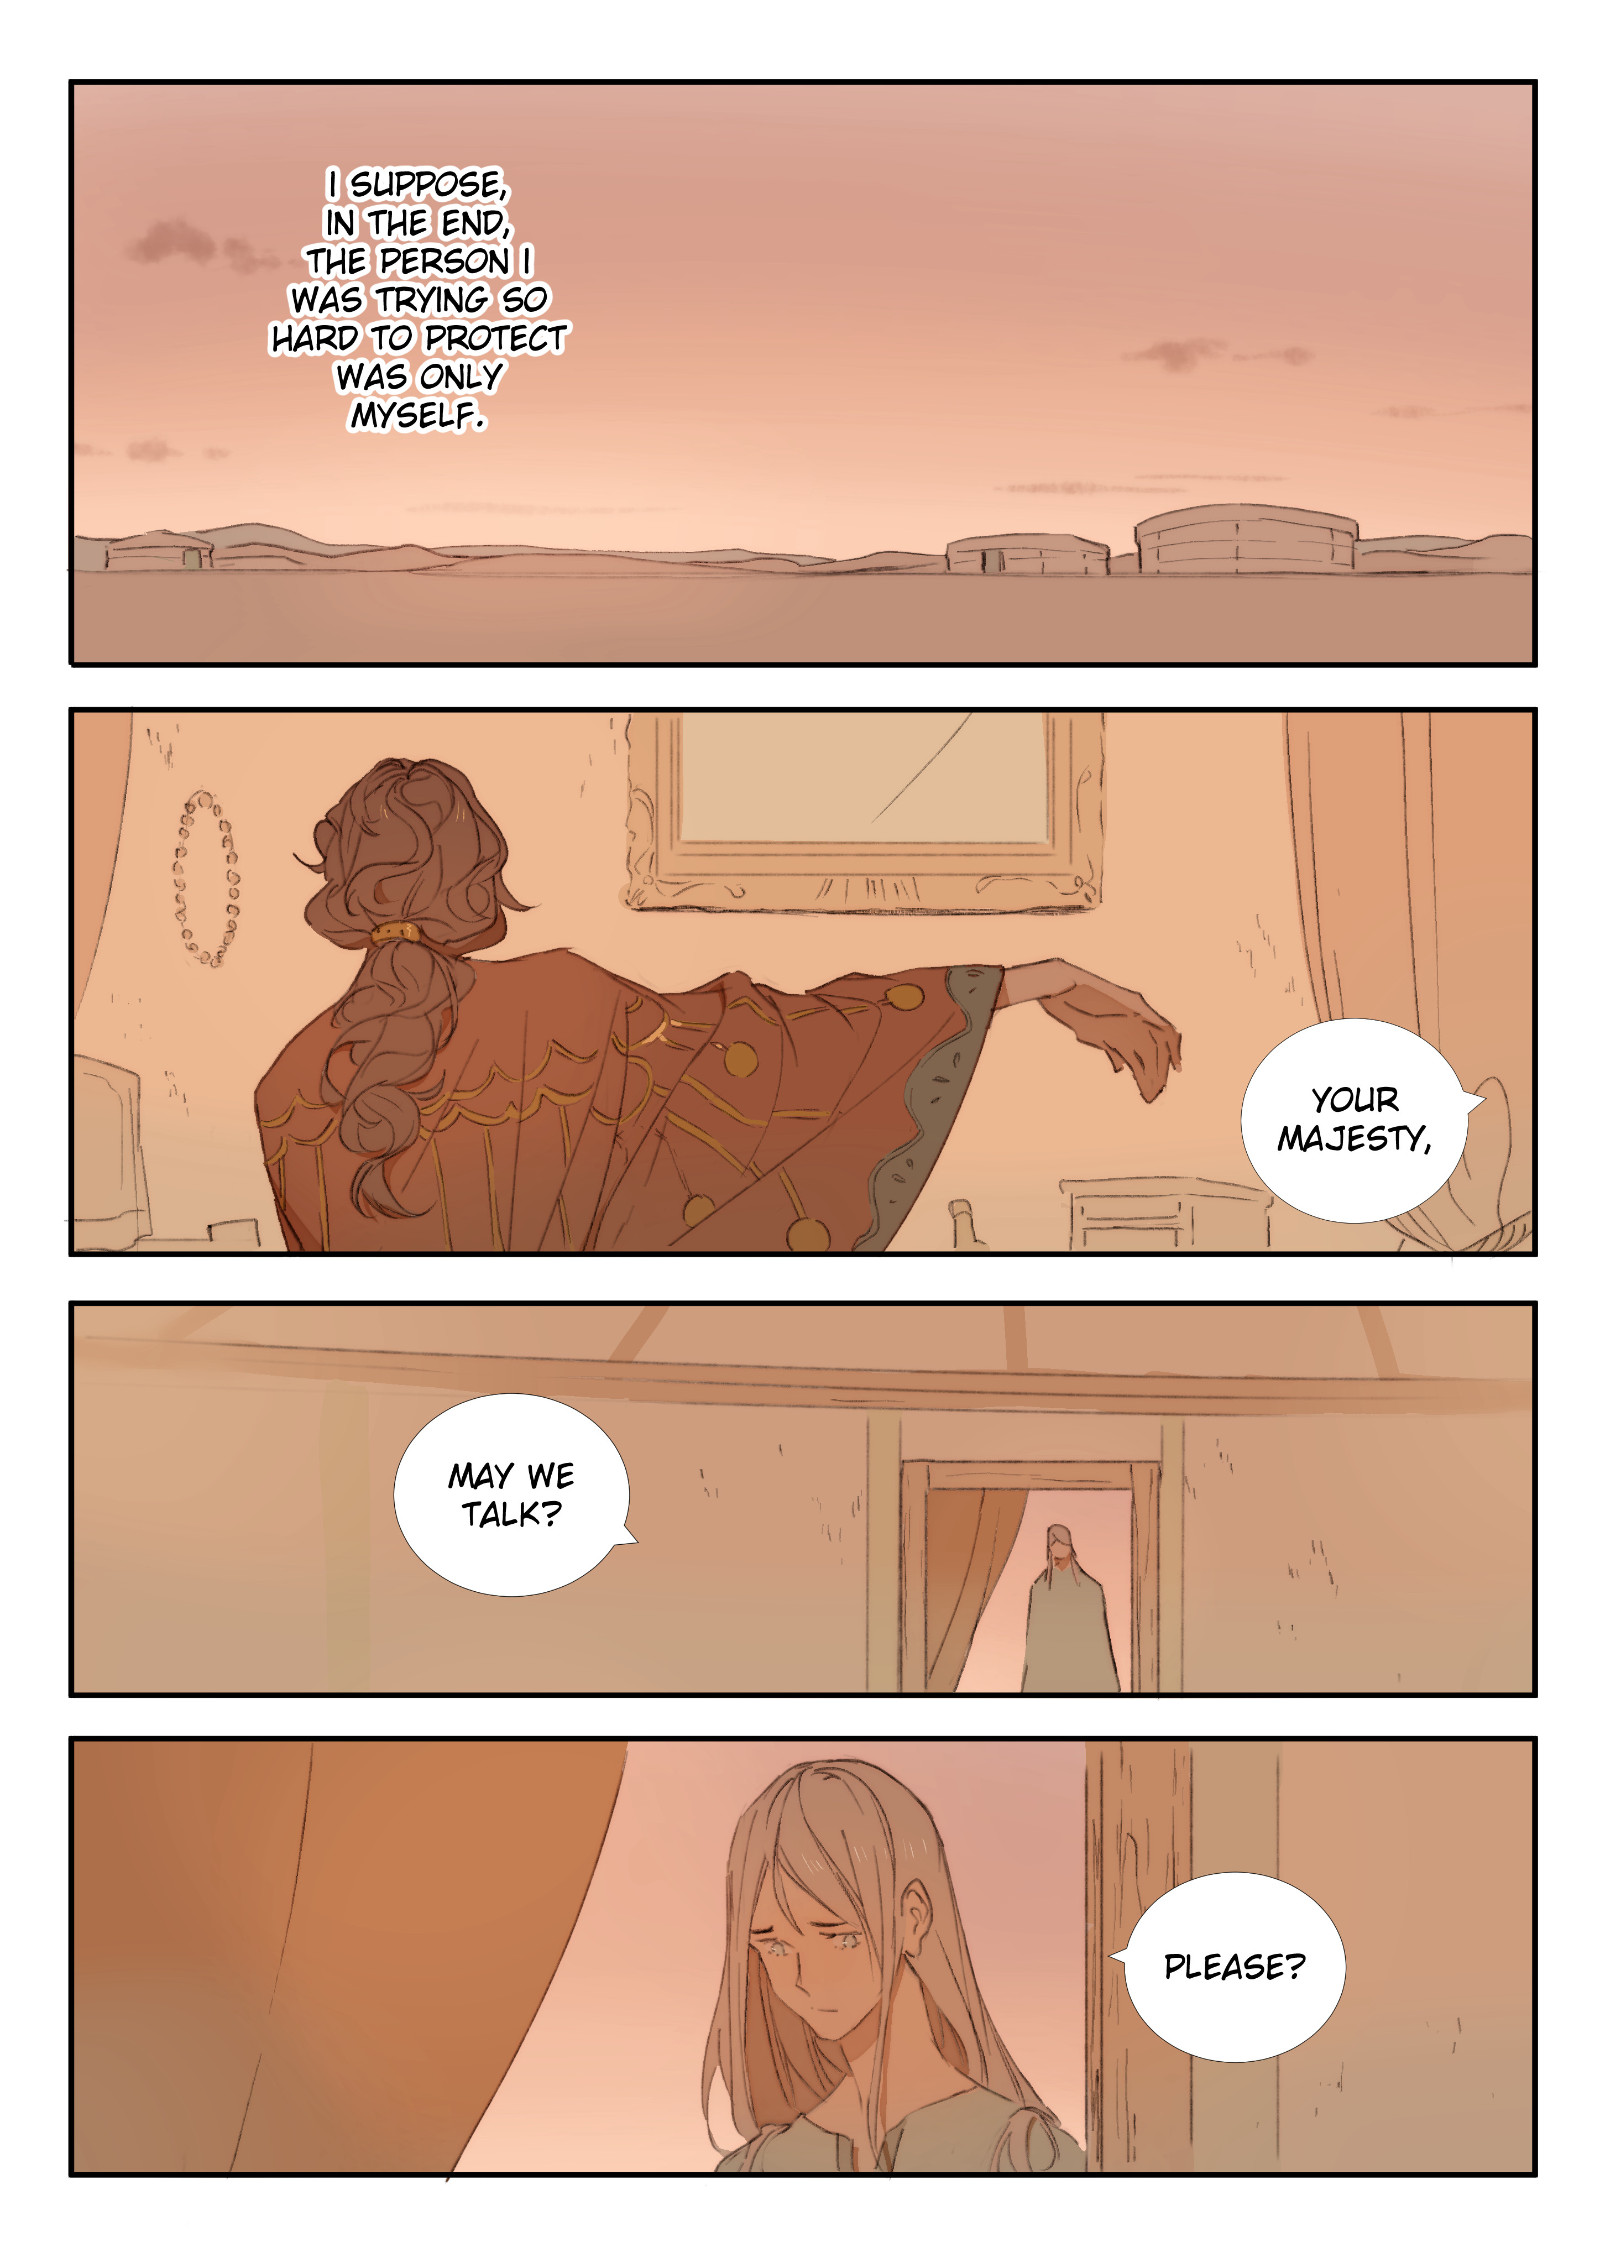 I SUPPOSE,
IN THE END,
THE PERSON I
WAS TRYING SO
HARD TO PROTECT
WAS ONLY
MYSELF.
YOUR
MAJESTY,
MAY WE
TALK?
PLEASE?